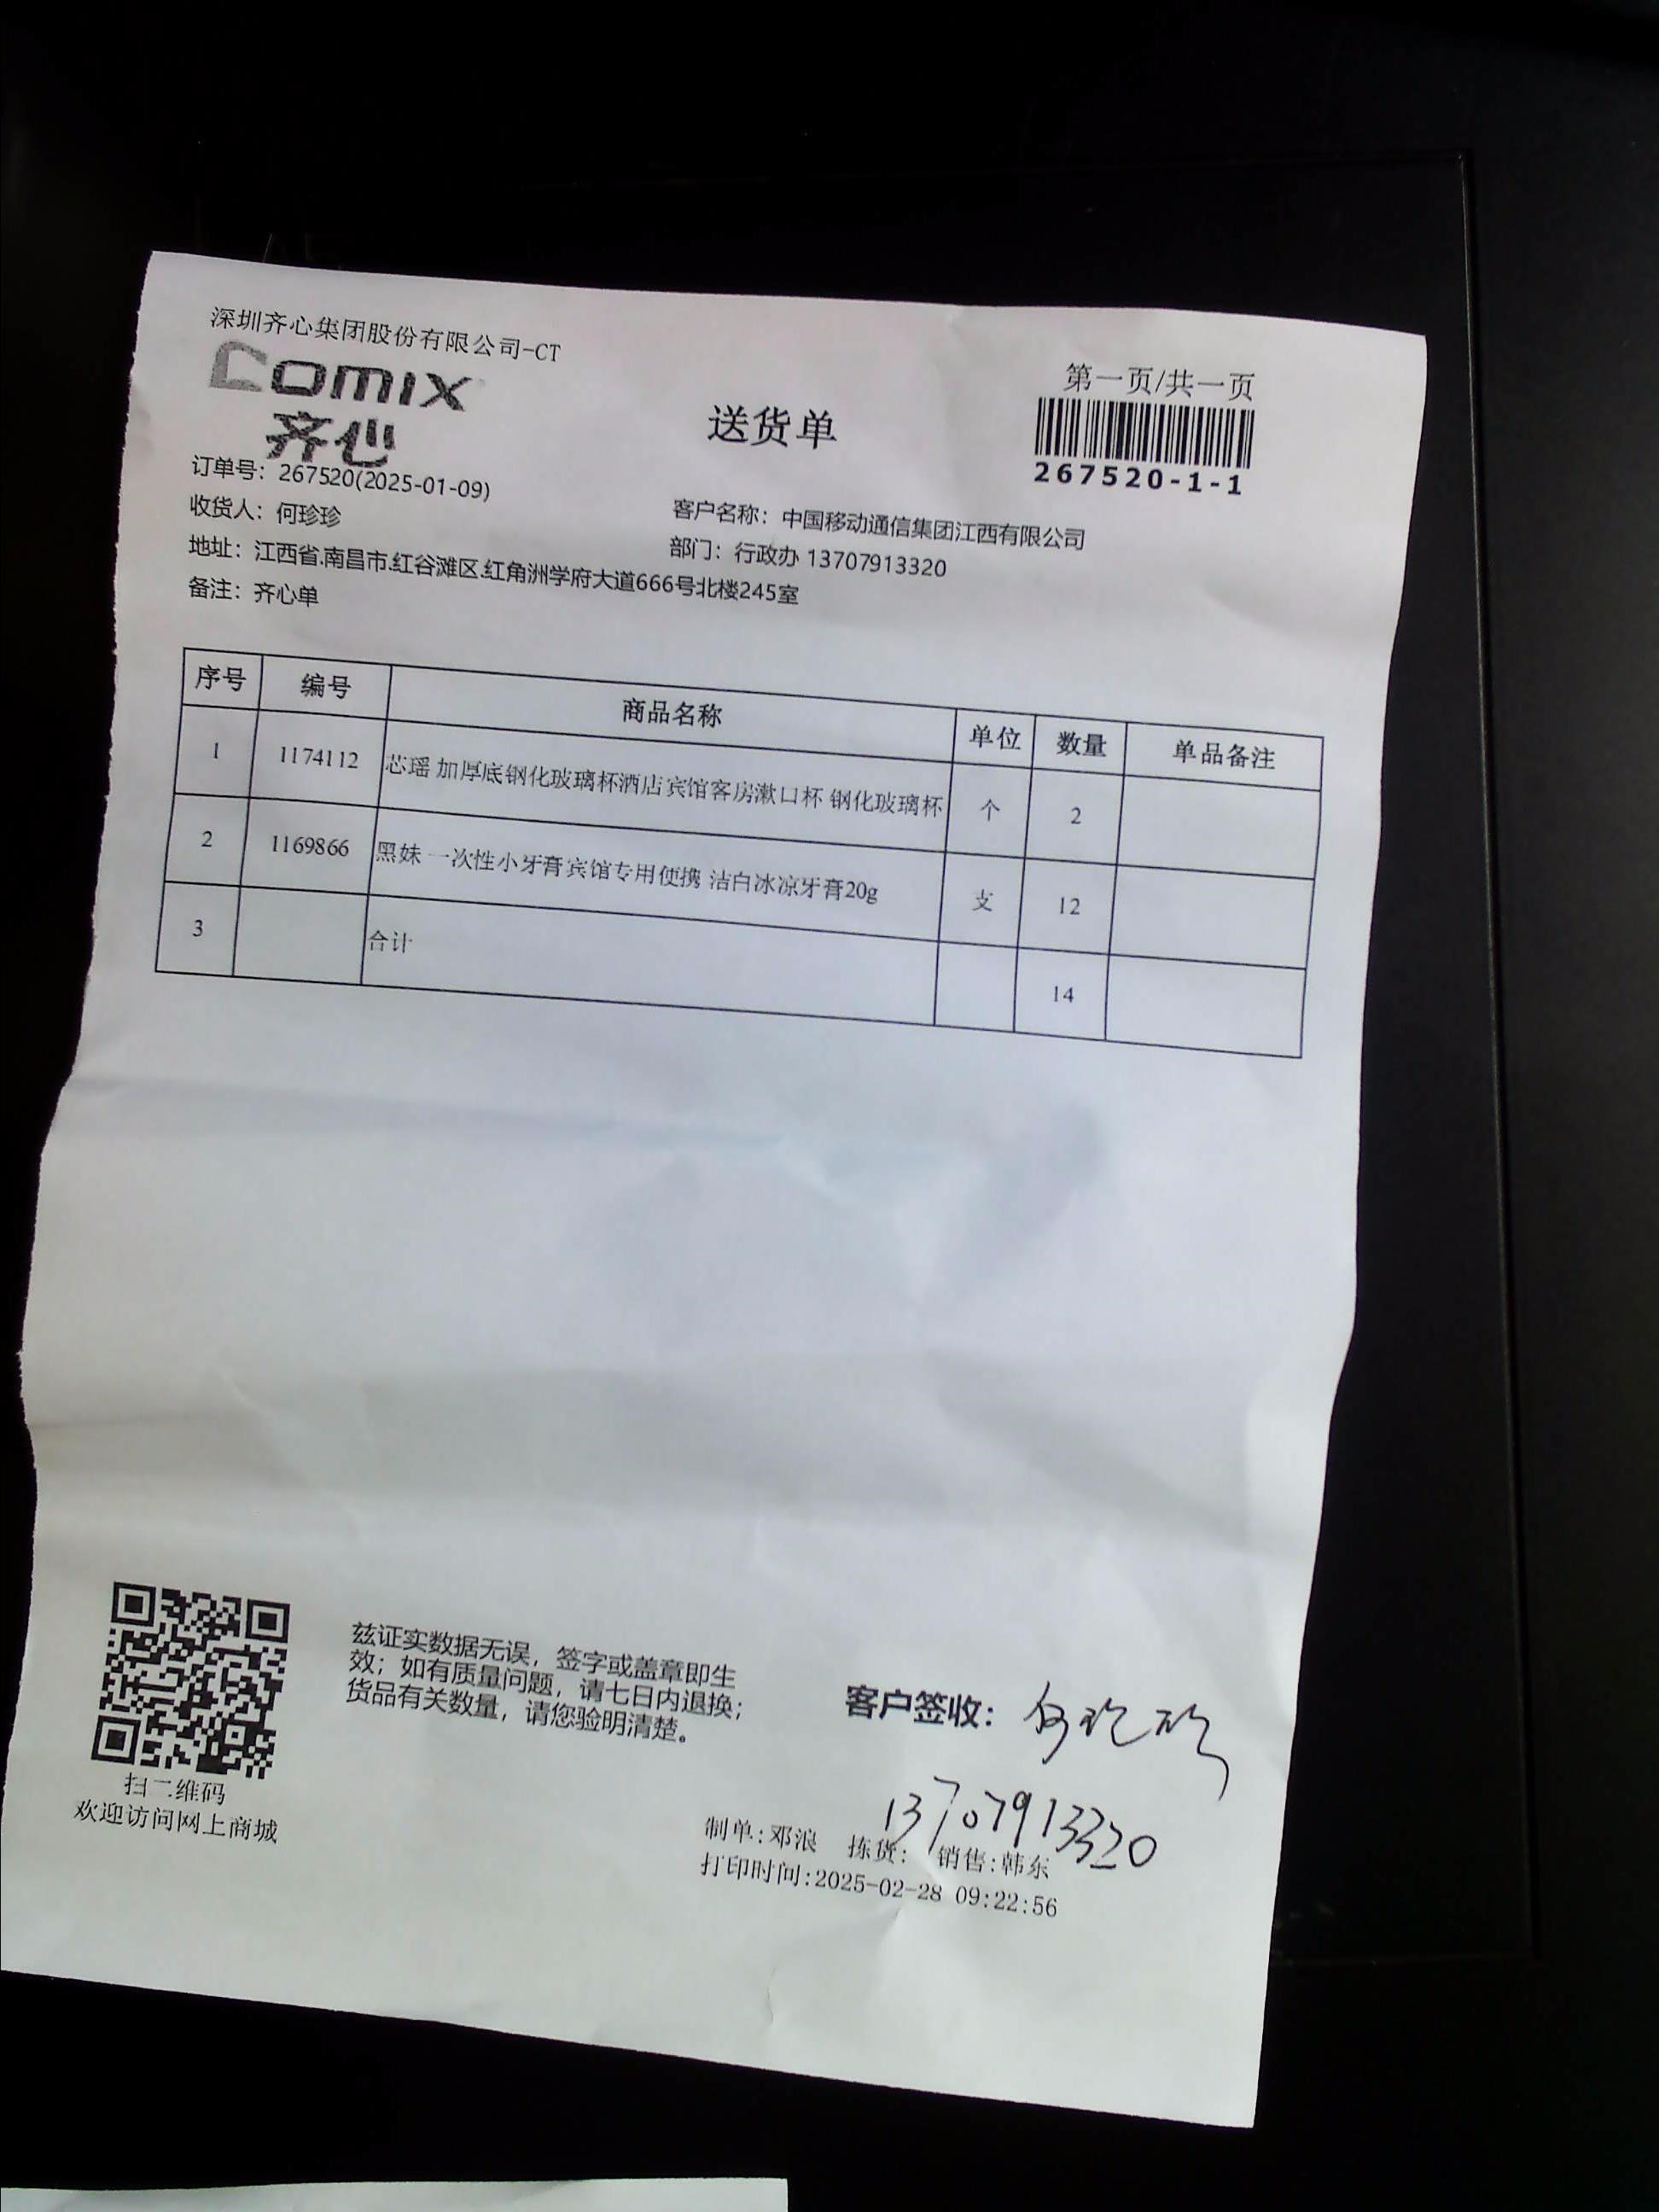 深圳齐心集团股份有限公司-CT
comix
齐心
送货单
第一页/共一页
267520-1-1
订单号：267520(2025-01-09)
收货人：何珍珍
客户名称：中国移动通信集团江西有限公司
部门：行政办 13707913320
地址：江西省.南昌市.红谷滩区.红角洲学府大道666号北楼245室
备注：齐心单
序号 编号 商品名称 单位 数量 单品备注
1 1174112 芯瑶 加厚底钢化玻璃杯酒店宾馆客房漱口杯 钢化玻璃杯 个 2
2 1169866 黑妹 一次性小牙膏宾馆专用便携 洁白冰凉牙膏20g 支 12
3 合计 14
兹证实数据无误，签字或盖章即生
效；如有质量问题，请七日内退换；
货品有关数量，请您验明清楚。
扫二维码
欢迎访问网上商城
客户签收：何珍珍
13707913320
制单:邓浪 拣货: 销售:韩东
打印时间:2025-02-28 09:22:56